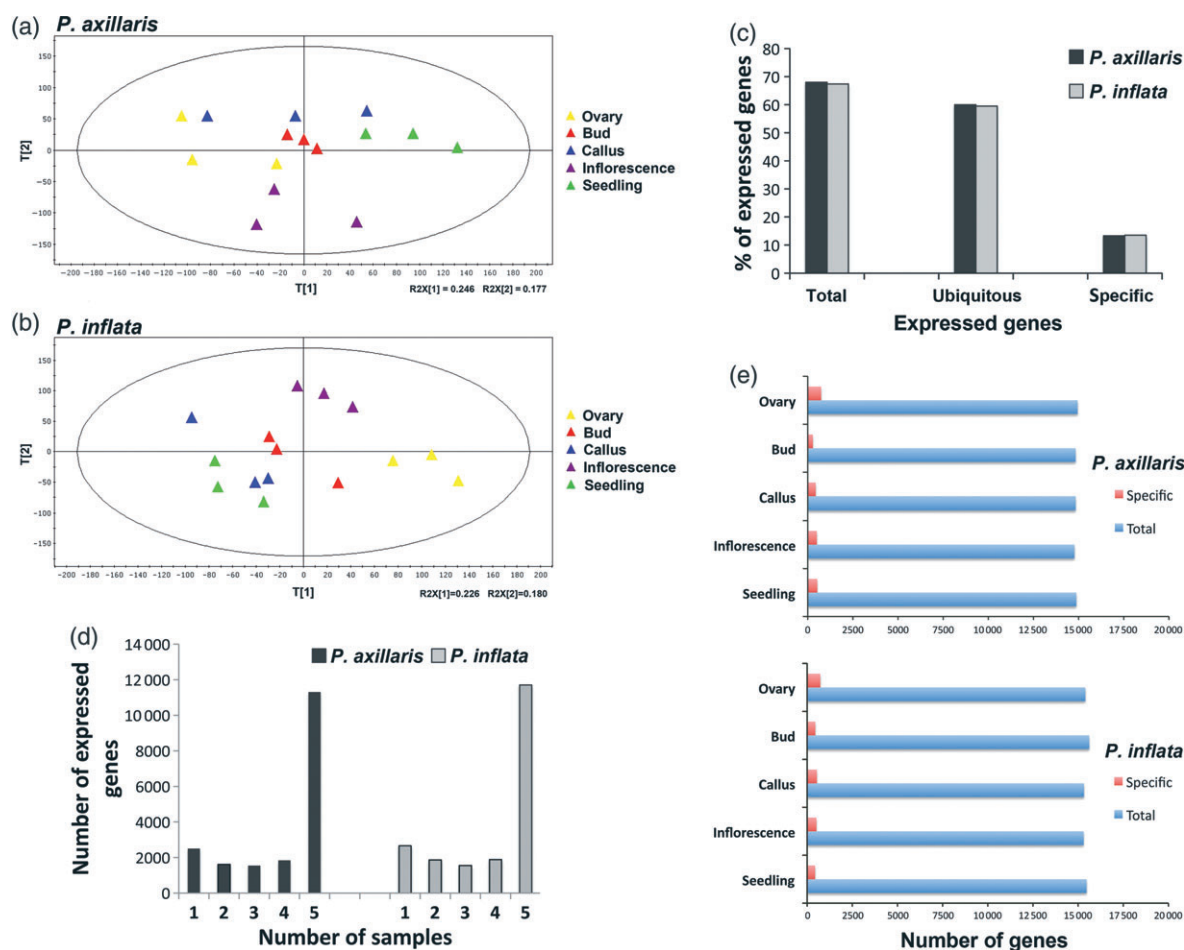 (a) P. axillaris
150
100
50
0
−50
−100
−150
T[2]
−200 −180 −160 −140 −120 −100 −80 −60 −40 −20 0 20 40 60 80 100 120 140 160 180 200
T[1]
R2X[1] = 0.246 R2X[2] = 0.177
Ovary
Bud
Callus
Inflorescence
Seedling
(b) P. inflata
150
100
50
0
−50
−100
−150
T[2]
−200 −180 −160 −140 −120 −100 −80 −60 −40 −20 0 20 40 60 80 100 120 140 160 180 200
T[1]
R2X[1]=0.226 R2X[2]=0.180
Ovary
Bud
Callus
Inflorescence
Seedling
(c)
% of expressed genes
80
70
60
50
40
30
20
10
0
P. axillaris
P. inflata
Total Ubiquitous Specific
Expressed genes
(d)
Number of expressed
genes
14 000
12 000
10 000
8000
6000
4000
2000
0
P. axillaris P. inflata
1 2 3 4 5 1 2 3 4 5
Number of samples
(e)
Ovary
Bud
Callus
Inflorescence
Seedling
P. axillaris
Specific
Total
0 2500 5000 7500 10 000 12 500 15 000 17 500 20 000
Ovary
Bud
Callus
Inflorescence
Seedling
P. inflata
Specific
Total
0 2500 5000 7500 10 000 12 500 15 000 17 500 20 000
Number of genes